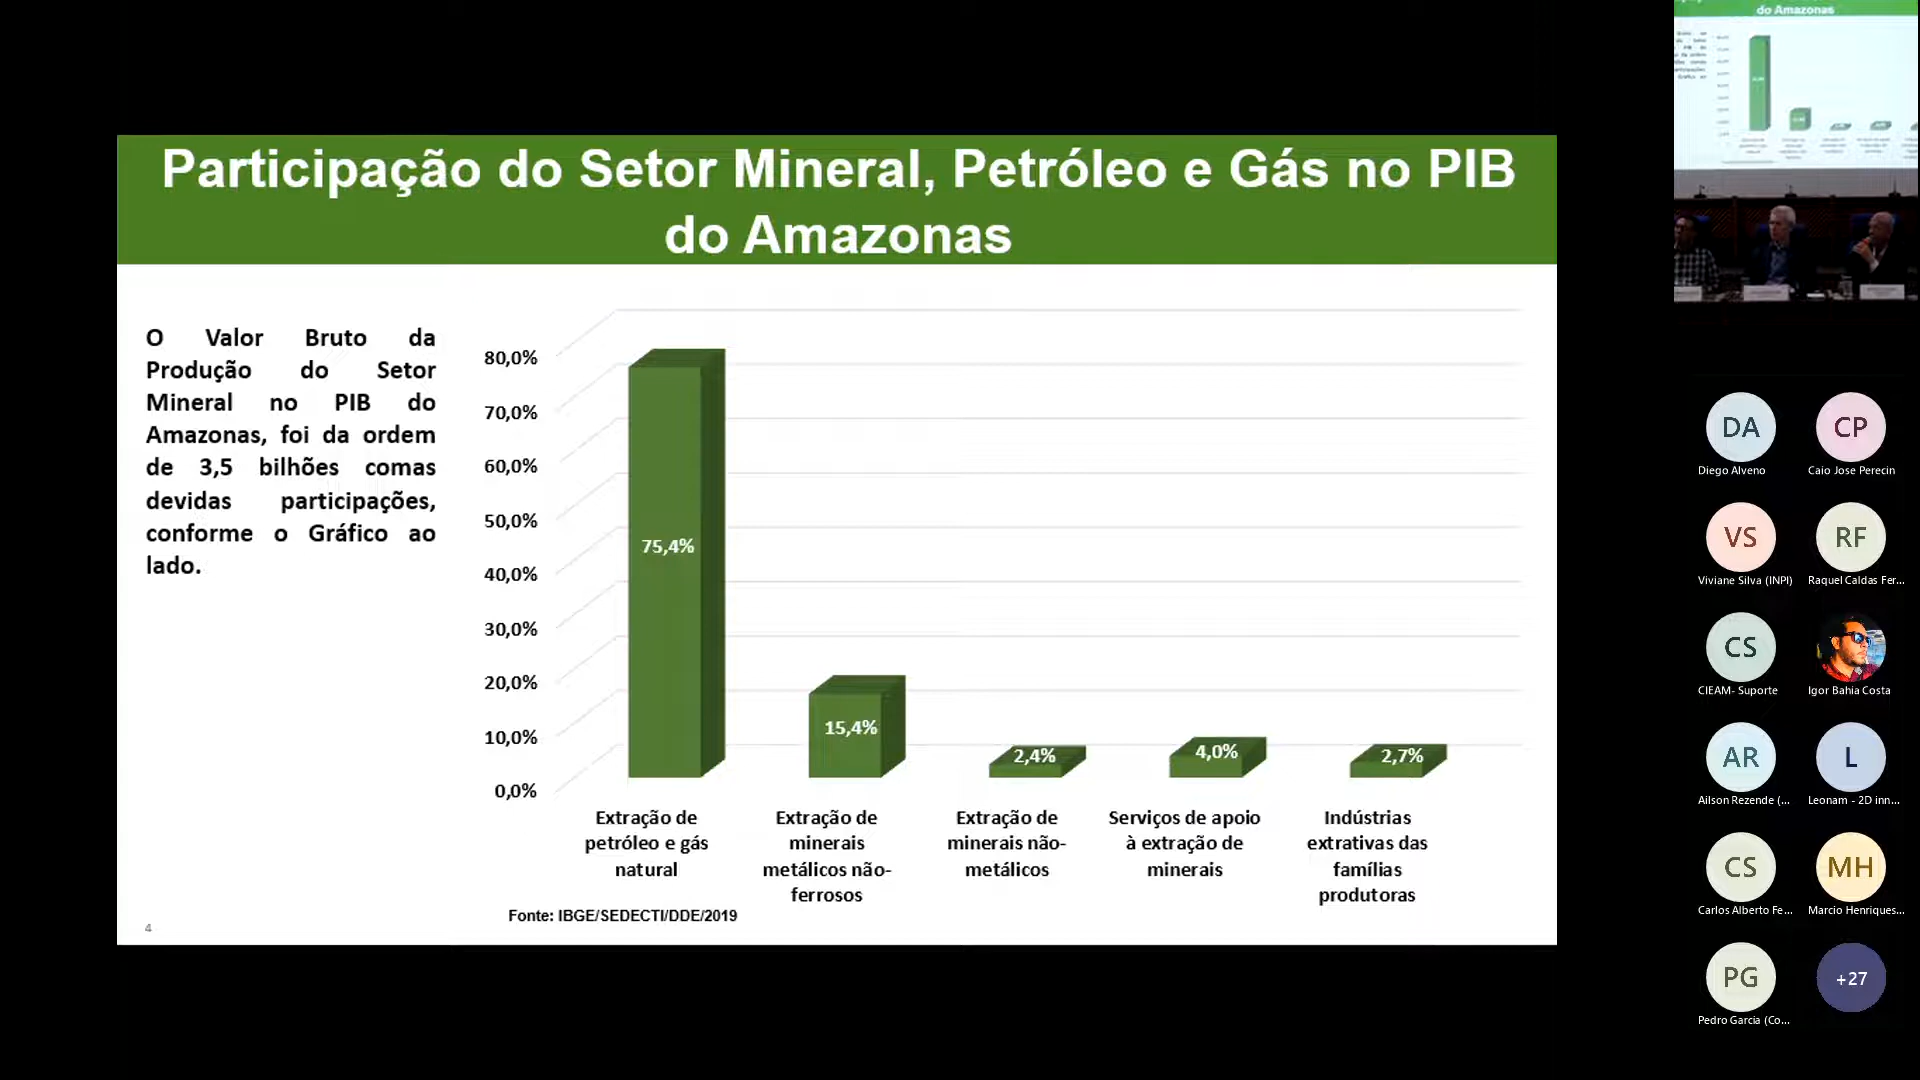 Participação do Setor Mineral, Petróleo e Gás no PIB
do Amazonas
O Valor Bruto da
Produção do Setor
Mineral no PIB do
Amazonas, foi da ordem
de 3,5 bilhões comas
devidas participações,
conforme o Gráfico ao
lado.
80,0%
70,0%
60,0%
50,0%
40,0%
30,0%
20,0%
10,0%
0,0%
75,4%
15,4%
2,4%
4,0%
2,7%
Extração de
petróleo e gás
natural
Extração de
minerais
metálicos não-
ferrosos
Extração de
minerais não-
metálicos
Serviços de apoio
à extração de
minerais
Indústrias
extrativas das
famílias
produtoras
Fonte: IBGE/SEDECTI/DDE/2019
4
do Amazonas
DA
Diego Alveno
CP
Caio Jose Perecin
VS
Viviane Silva (INPI)
RF
Raquel Caldas Fer...
CS
CIEAM- Suporte
Igor Bahia Costa
AR
Ailson Rezende (...
L
Leonam - 2D inn...
CS
Carlos Alberto Fe...
MH
Marcio Henriques...
PG
Pedro Garcia (Co...
+27